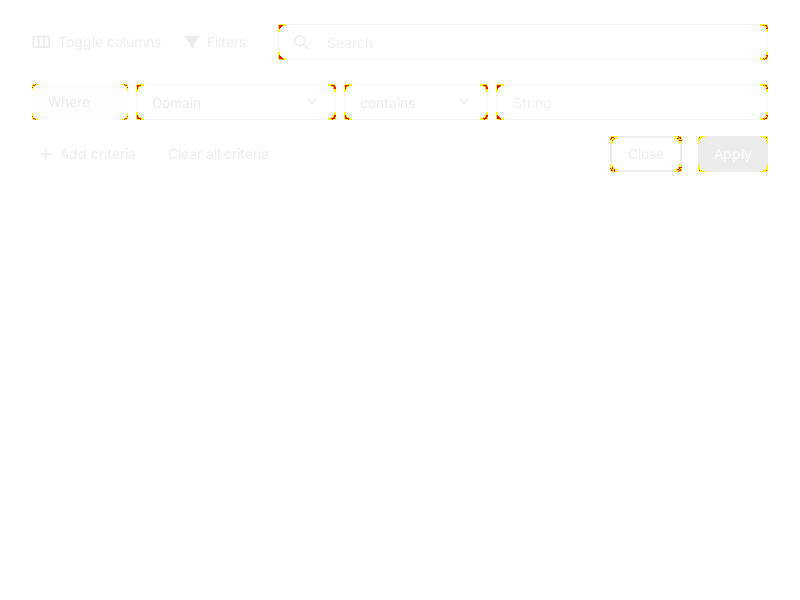 Toggle columns Filters Search
Where Domain contains String
Add criteria Clear all criteria Close Apply